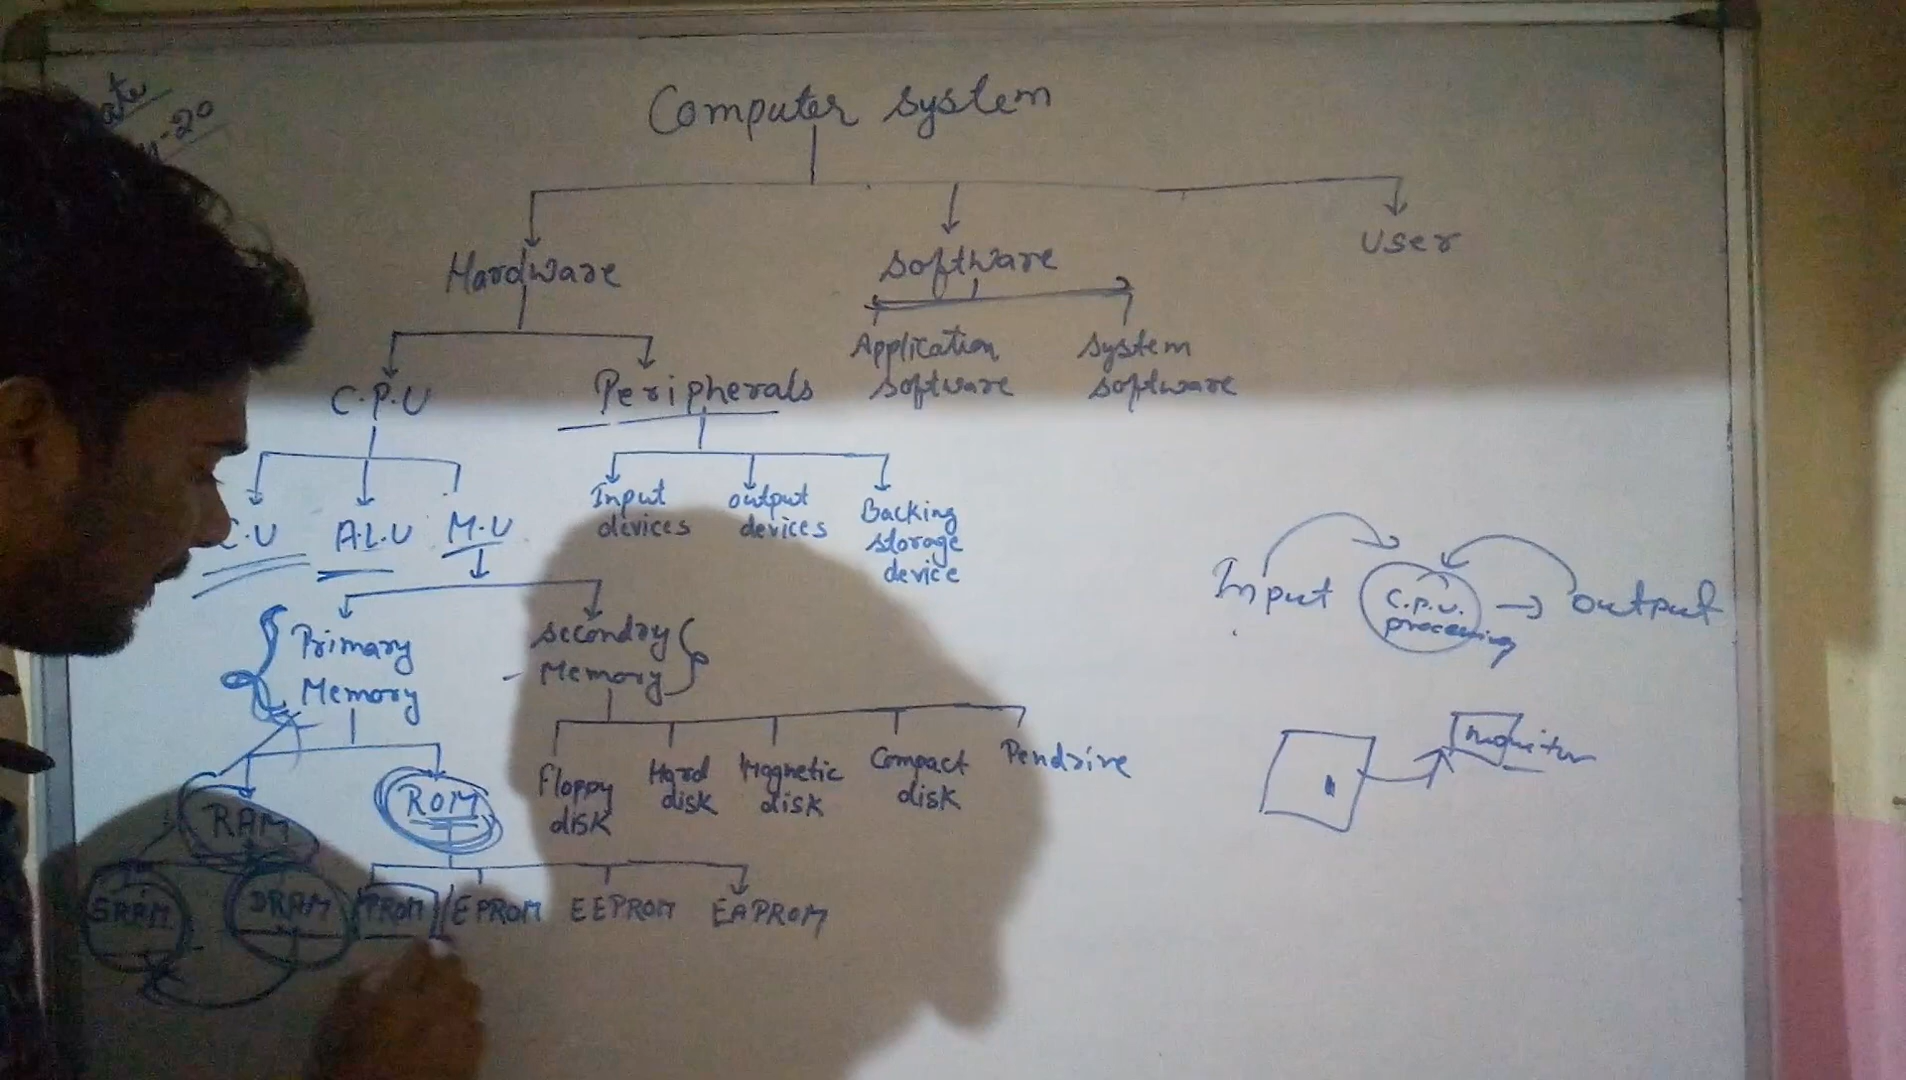 Computer system
Hardware
software
User
C.P.U
Peripherals
Application
software
system
software
C.U
A.L.U
M.U
Input
devices
output
devices
Backing
storage
device
Primary
Memory
secondry
Memory
RAM
ROM
Floppy
disk
Hard
disk
Magnetic
disk
Compact
disk
Pendrive
SRAM
DRAM
PROM
EPROM
EEPROM
EAPROM
Input
C.P.U.
processing
output
monitor